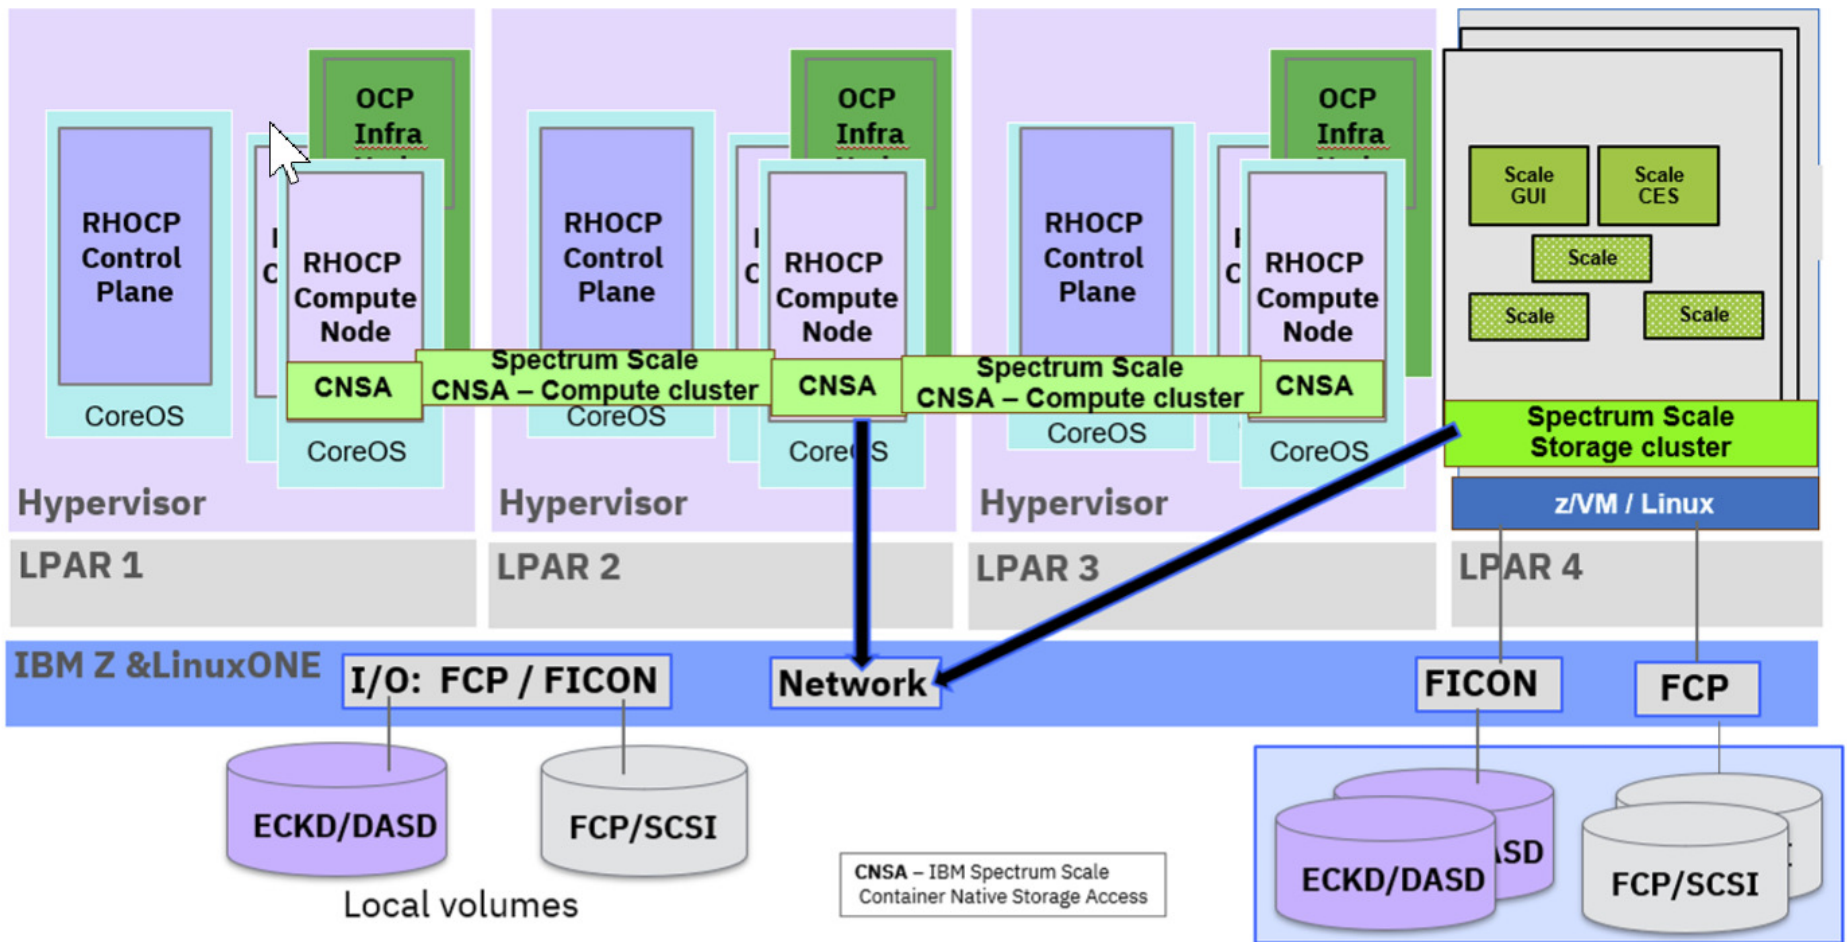 OCP
Infra
RHOCP
Control
Plane
CoreOS
RHOCP
Compute
Node
CNSA
CoreOS
Hypervisor
LPAR 1
Spectrum Scale
CNSA – Compute cluster
OCP
Infra
RHOCP
Control
Plane
CoreOS
RHOCP
Compute
Node
CNSA
CoreOS
Hypervisor
LPAR 2
Spectrum Scale
CNSA – Compute cluster
OCP
Infra
RHOCP
Control
Plane
CoreOS
RHOCP
Compute
Node
CNSA
CoreOS
Hypervisor
LPAR 3
Scale
GUI
Scale
CES
Scale
Scale
Scale
Spectrum Scale
Storage cluster
z/VM / Linux
LPAR 4
IBM Z &LinuxONE
I/O: FCP / FICON
Network
FICON
FCP
ECKD/DASD
FCP/SCSI
Local volumes
CNSA – IBM Spectrum Scale
Container Native Storage Access
ECKD/DASD
FCP/SCSI